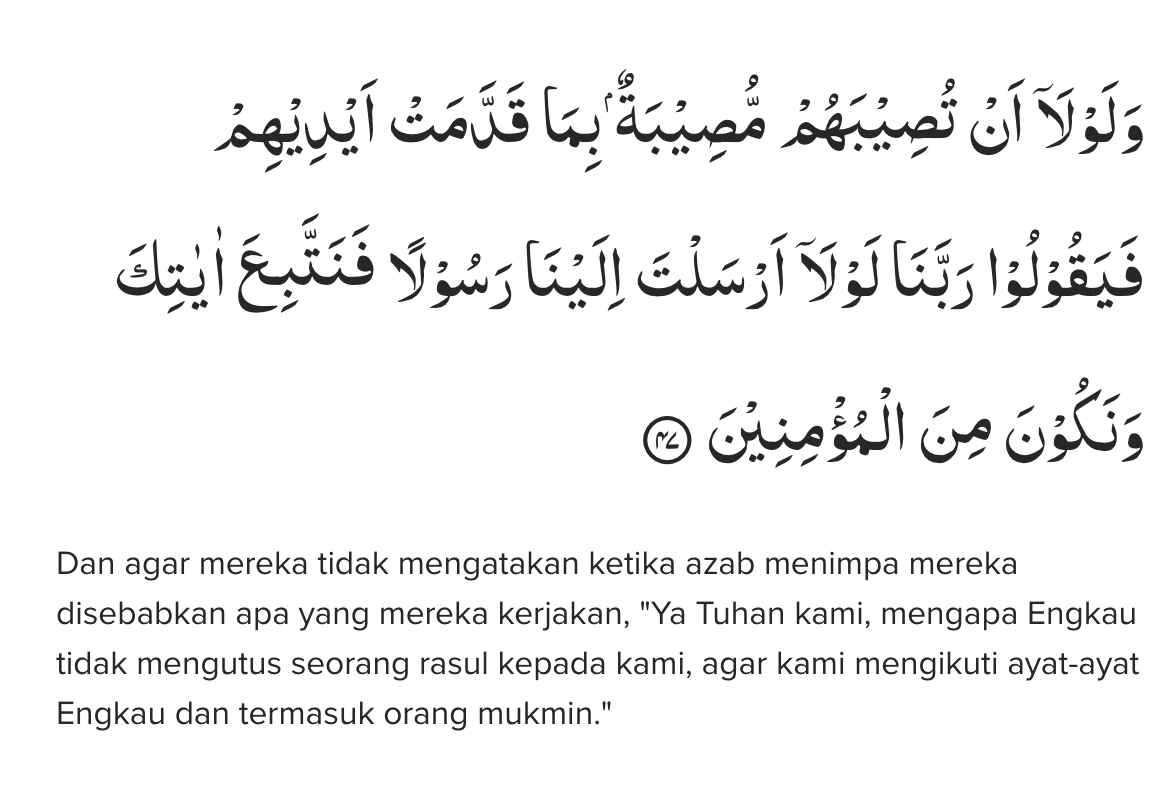 وَلَوْلَآ اَنْ تُصِيْبَهُمْ مُّصِيْبَةٌ ۢبِمَا قَدَّمَتْ اَيْدِيْهِمْ
فَيَقُوْلُوْا رَبَّنَا لَوْلَآ اَرْسَلْتَ اِلَيْنَا رَسُوْلًا فَنَتَّبِعَ اٰيٰتِكَ
وَنَكُوْنَ مِنَ الْمُؤْمِنِيْنَ ۝٤٧
Dan agar mereka tidak mengatakan ketika azab menimpa mereka
disebabkan apa yang mereka kerjakan, "Ya Tuhan kami, mengapa Engkau
tidak mengutus seorang rasul kepada kami, agar kami mengikuti ayat-ayat
Engkau dan termasuk orang mukmin."